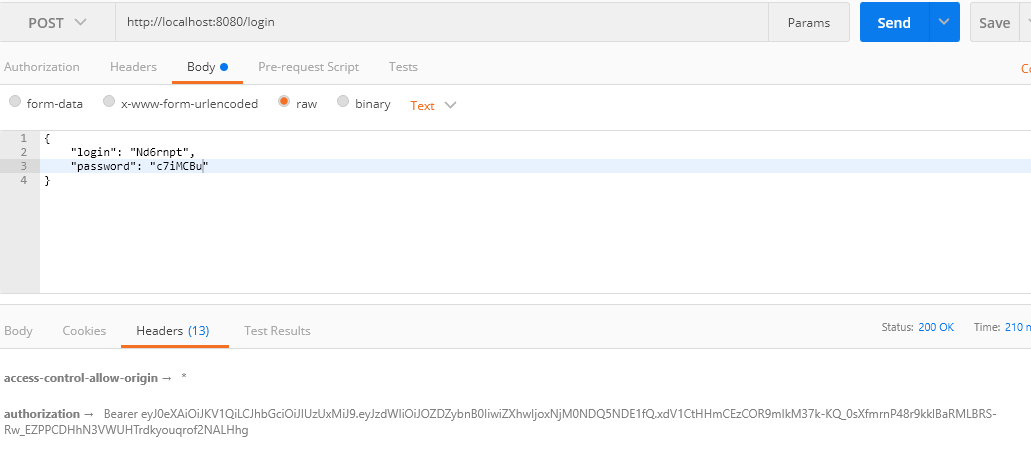 POST http://localhost:8080/login Params Send Save
Authorization Headers Body Pre-request Script Tests
form-data x-www-form-urlencoded raw binary Text
1 {
2 "login": "Nd6rnpt",
3 "password": "c7iMCBu"
4 }
Body Cookies Headers (13) Test Results Status: 200 OK Time: 210
access-control-allow-origin → *
authorization → Bearer eyJ0eXAiOiJKV1QiLCJhbGciOiJIUzUxMiJ9.eyJzdWIiOiJOZDZybnB0IiwiZXhwIjoxNjM0NDQ5NDE1fQ.xdV1CtHHmCEzCOR9mIkM37k-KQ_0sXfmrnP48r9kklBaRMLBRS-
Rw_EZPPCDHhN3VWUHTrdkyouqrof2NALHhg